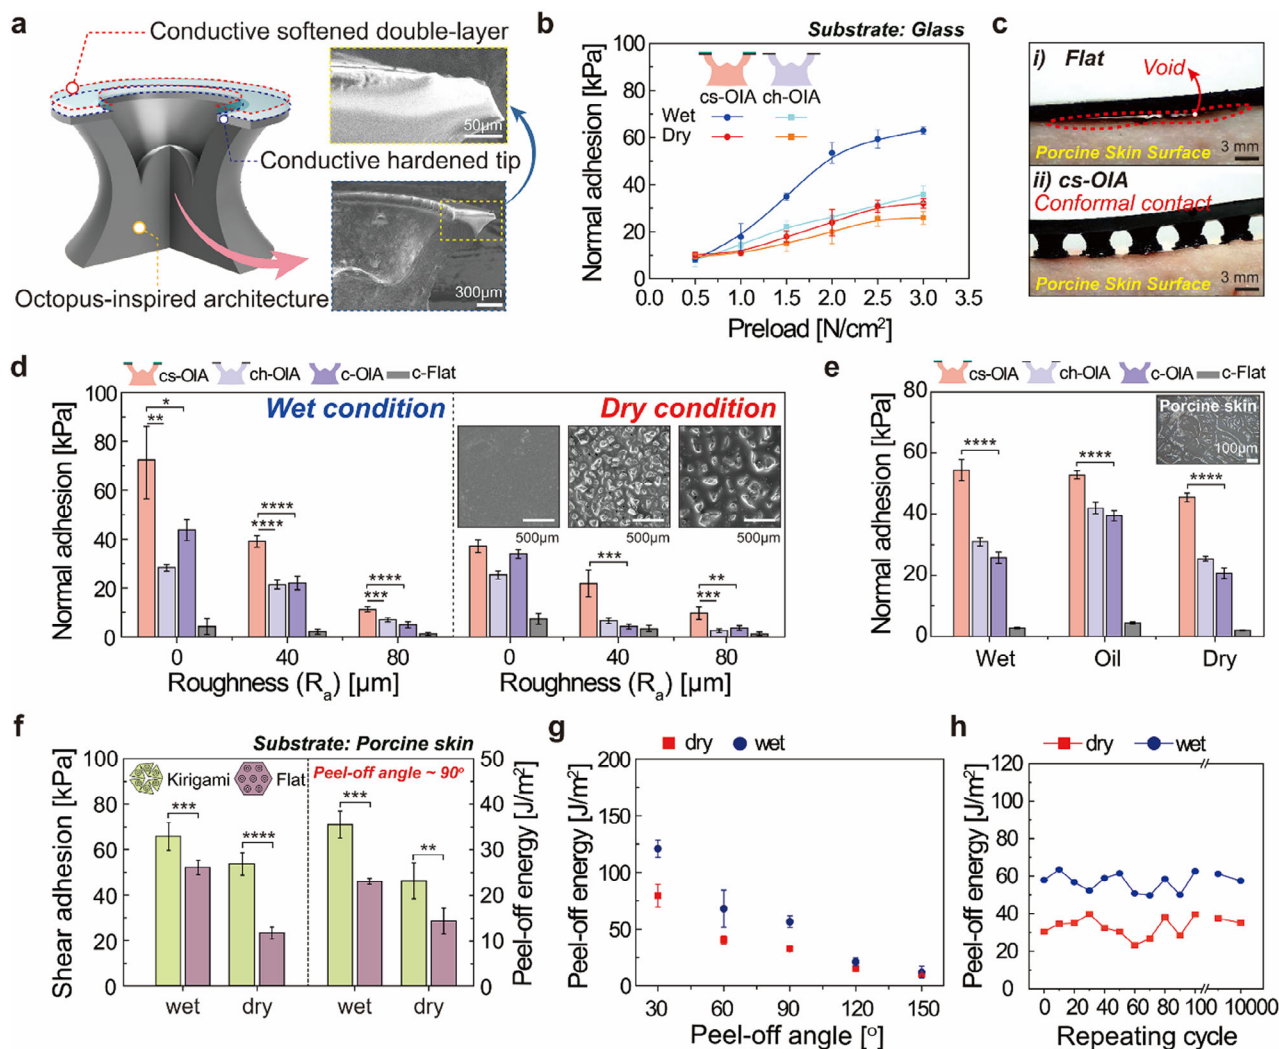 a
Conductive softened double-layer
50μm
Conductive hardened tip
Octopus-inspired architecture
300μm
b
Substrate: Glass
Normal adhesion [kPa]
100
80
60
40
20
0
cs-OIA ch-OIA
Wet
Dry
0.0 0.5 1.0 1.5 2.0 2.5 3.0 3.5
Preload [N/cm²]
c
i) Flat
Void
Porcine Skin Surface
3 mm
ii) cs-OIA
Conformal contact
Porcine Skin Surface
3 mm
d
cs-OIA ch-OIA c-OIA c-Flat
Normal adhesion [kPa]
100
80
60
40
20
0
Wet condition
Dry condition
*
**
****
****
****
***
500μm 500μm 500μm
***
**
***
0 40 80
0 40 80
Roughness (Rₐ) [μm]
Roughness (Rₐ) [μm]
e
cs-OIA ch-OIA c-OIA c-Flat
Normal adhesion [kPa]
80
60
40
20
0
Porcine skin
100μm
****
****
****
Wet Oil Dry
f
Substrate: Porcine skin
Shear adhesion [kPa]
100
80
60
40
20
0
Kirigami Flat
Peel-off angle ~ 90°
***
****
***
**
50
40
30
20
10
0
Peel-off energy [J/m²]
wet dry wet dry
g
dry wet
Peel-off energy [J/m²]
200
150
100
50
0
30 60 90 120 150
Peel-off angle [°]
h
dry wet
Peel-off energy [J/m²]
120
100
80
60
40
20
0
0 20 40 60 80 100 10000
Repeating cycle